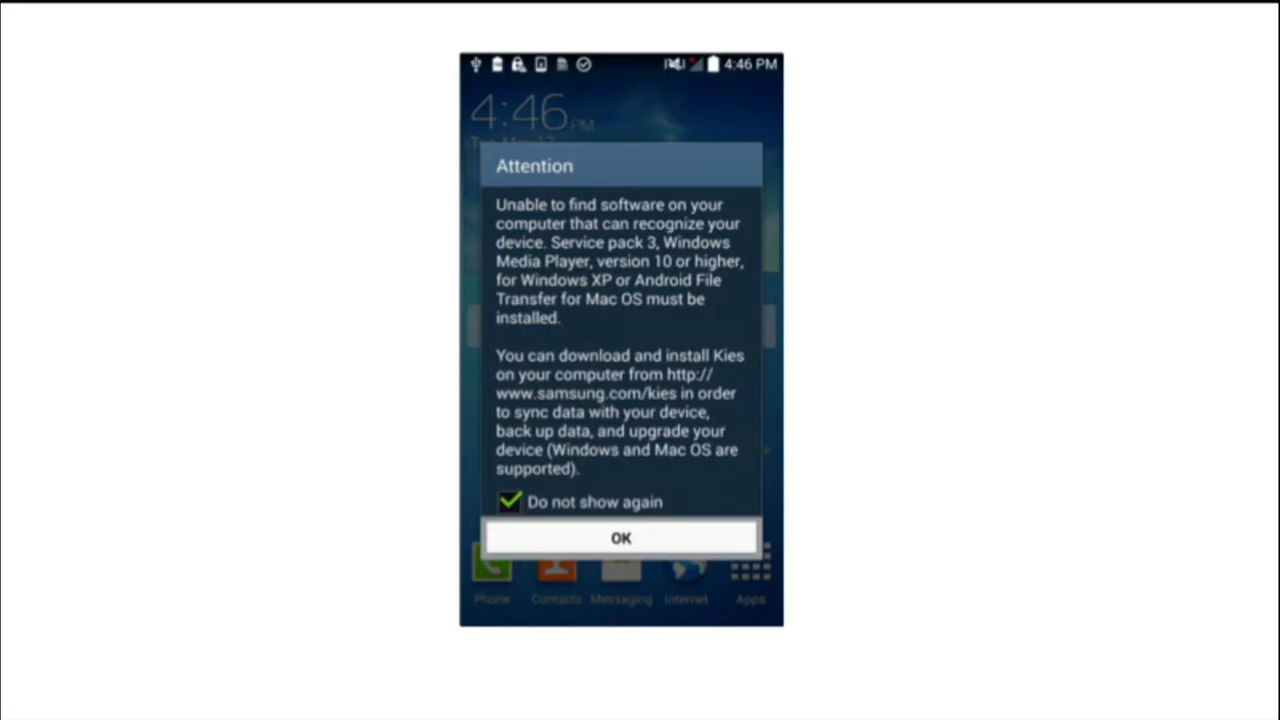 4:46 PM
4:46 PM
Attention
Unable to find software on your
computer that can recognize your
device. Service pack 3, Windows
Media Player, version 10 or higher,
for Windows XP or Android File
Transfer for Mac OS must be
installed.
You can download and install Kies
on your computer from http://
www.samsung.com/kies in order
to sync data with your device,
back up data, and upgrade your
device (Windows and Mac OS are
supported).
Do not show again
OK
Phone Contacts Messaging Internet Apps